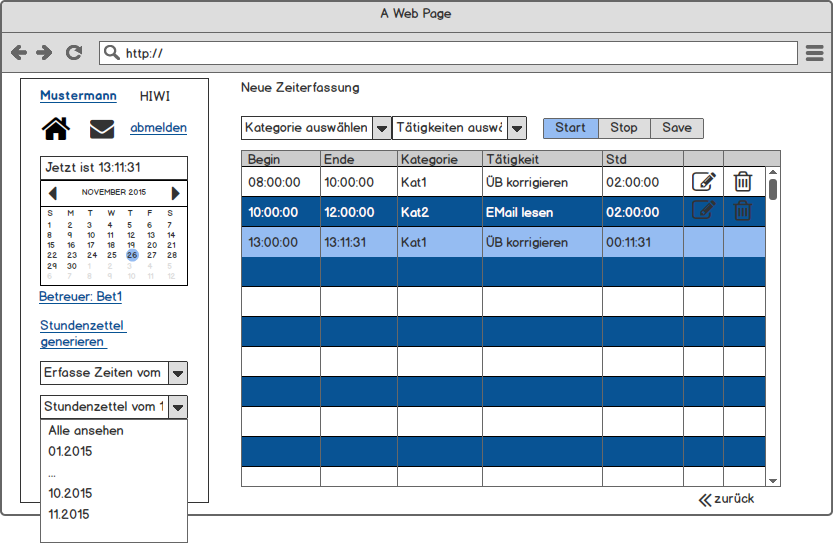 A Web Page
http://
Mustermann HIWI
abmelden
Jetzt ist 13:11:31
NOVEMBER 2015
S M T W T F S
1 2 3 4 5 6 7
8 9 10 11 12 13 14
15 16 17 18 19 20 21
22 23 24 25 26 27 28
29 30 1 2 3 4 5
6 7 8 9 10 11 12
Betreuer: Bet1
Stundenzettel
generieren
Erfasse Zeiten vom
Stundenzettel vom 1
Alle ansehen
01.2015
...
10.2015
11.2015
Neue Zeiterfassung
Kategorie auswählen Tätigkeiten auswä Start Stop Save
Begin Ende Kategorie Tätigkeit Std
08:00:00 10:00:00 Kat1 ÜB korrigieren 02:00:00
10:00:00 12:00:00 Kat2 EMail lesen 02:00:00
13:00:00 13:11:31 Kat1 ÜB korrigieren 00:11:31
zurück